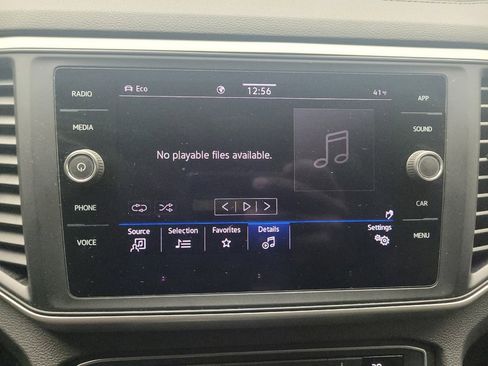 RADIO
MEDIA
PHONE
VOICE
Eco
12:56
41°F
No playable files available.
Source
Selection
Favorites
Details
Settings
APP
SOUND
CAR
MENU